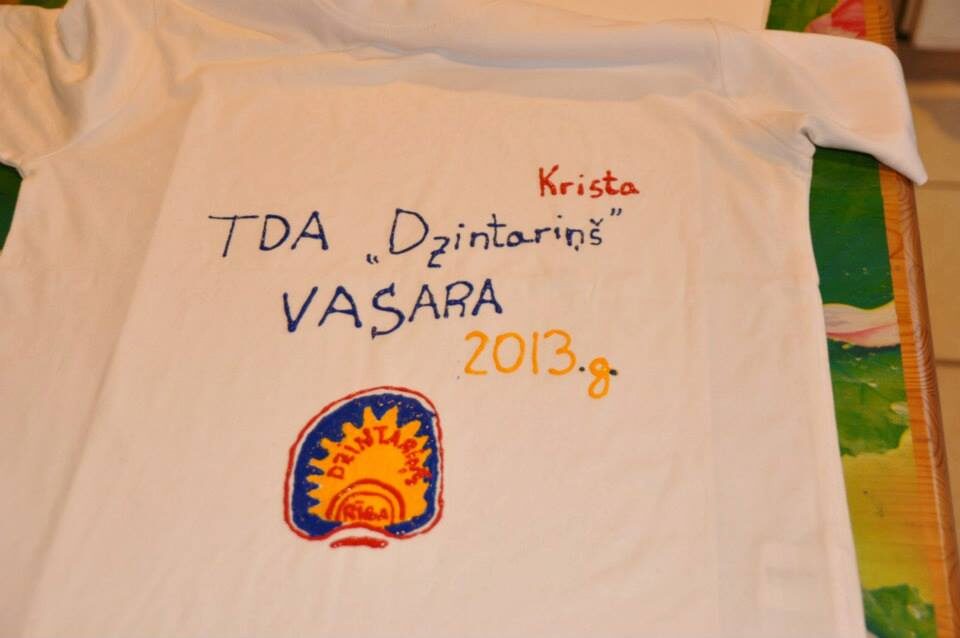 Krista
TDA „Dzintariņš”
VASARA
2013.g.
DZINTARIŅŠ
RĪGA